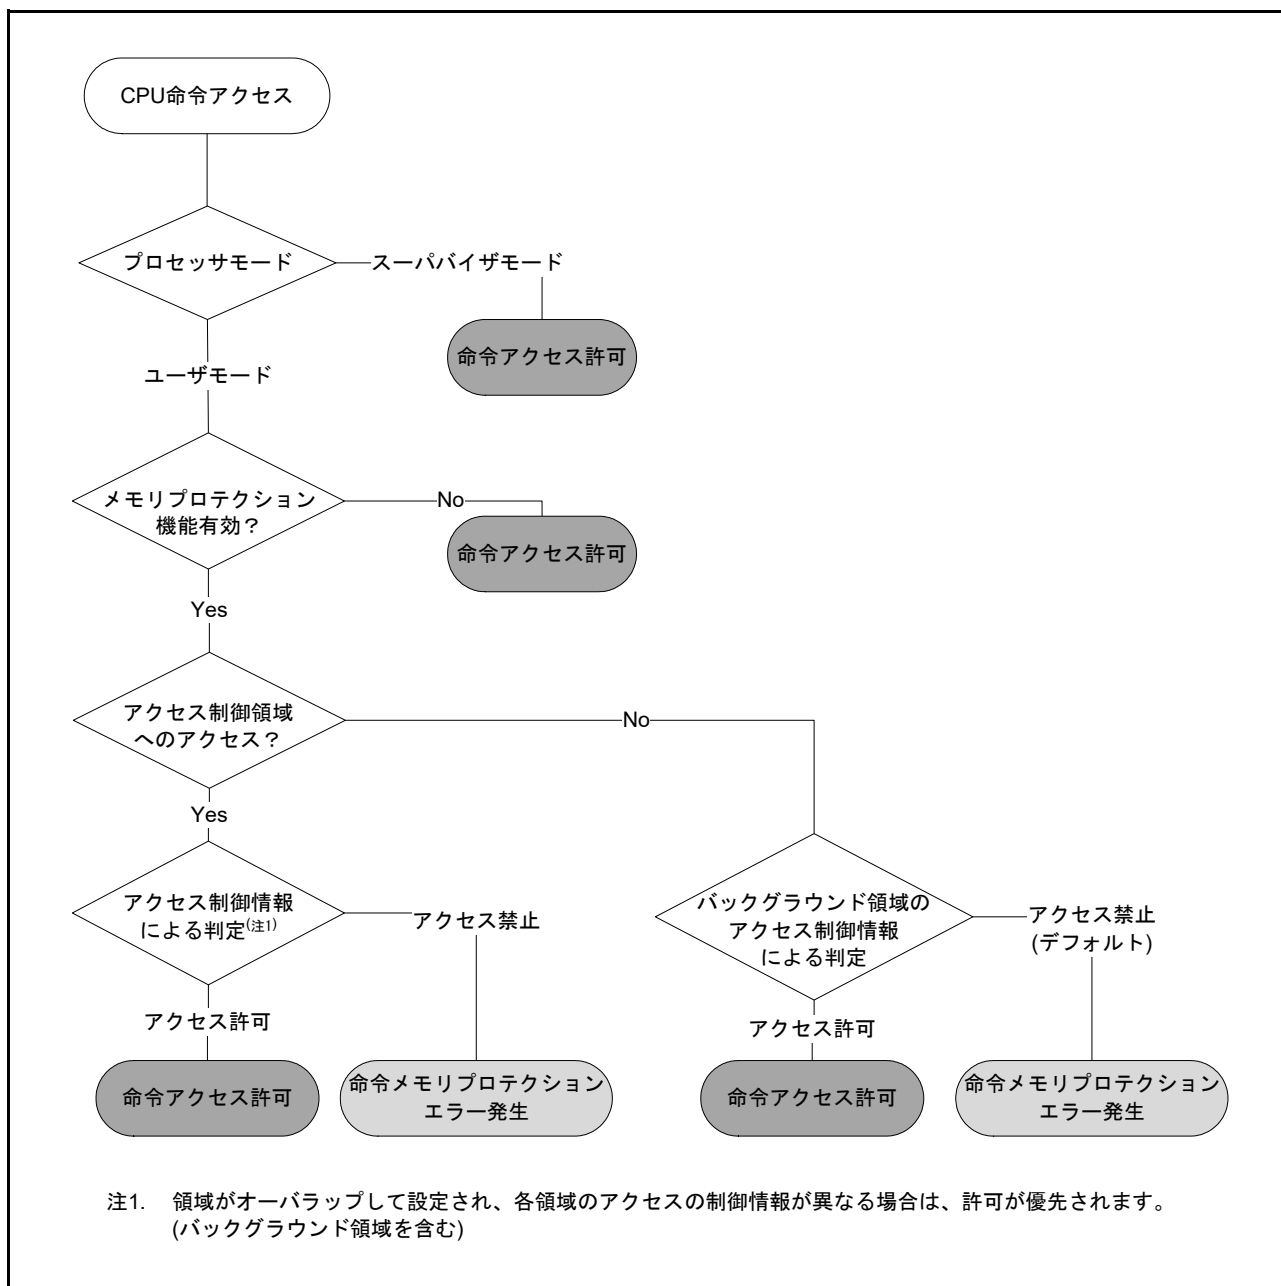 CPU命令アクセス
プロセッサモード
スーパバイザモード
命令アクセス許可
ユーザモード
メモリプロテクション
機能有効？
No
命令アクセス許可
Yes
アクセス制御領域
へのアクセス？
No
Yes
アクセス制御情報
による判定(注1)
アクセス禁止
バックグラウンド領域の
アクセス制御情報
による判定
アクセス禁止
(デフォルト)
アクセス許可
アクセス許可
命令アクセス許可
命令メモリプロテクション
エラー発生
命令アクセス許可
命令メモリプロテクション
エラー発生
注1. 領域がオーバラップして設定され、各領域のアクセスの制御情報が異なる場合は、許可が優先されます。
(バックグラウンド領域を含む)